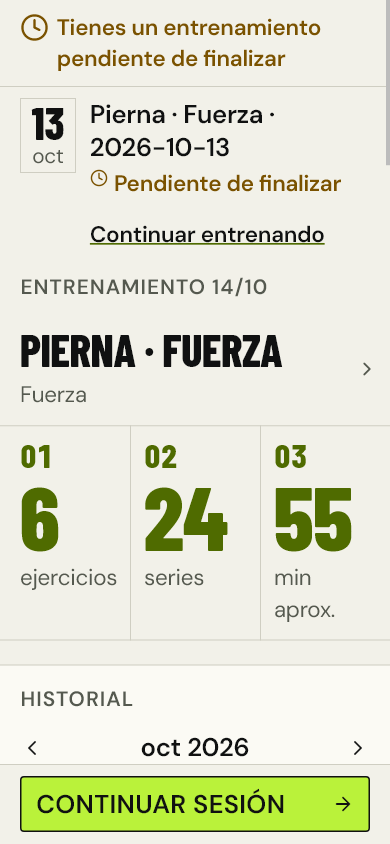 Tienes un entrenamiento
pendiente de finalizar
13
oct
Pierna · Fuerza ·
2026-10-13
Pendiente de finalizar
Continuar entrenando
ENTRENAMIENTO 14/10
PIERNA · FUERZA
Fuerza
01
6
ejercicios
02
24
series
03
55
min
aprox.
HISTORIAL
oct 2026
CONTINUAR SESIÓN